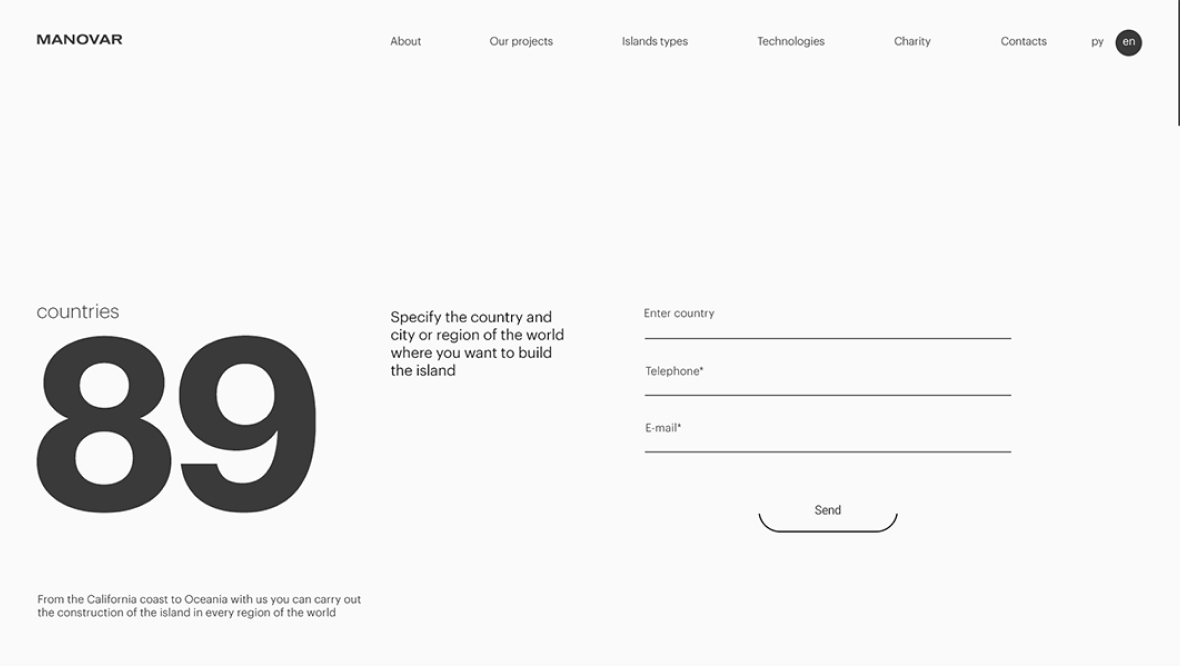 MANOVAR
About
Our projects
Islands types
Technologies
Charity
Contacts
ру
en
countries
89
Specify the country and
city or region of the world
where you want to build
the island
Enter country
Telephone*
E-mail*
Send
From the California coast to Oceania with us you can carry out
the construction of the island in every region of the world